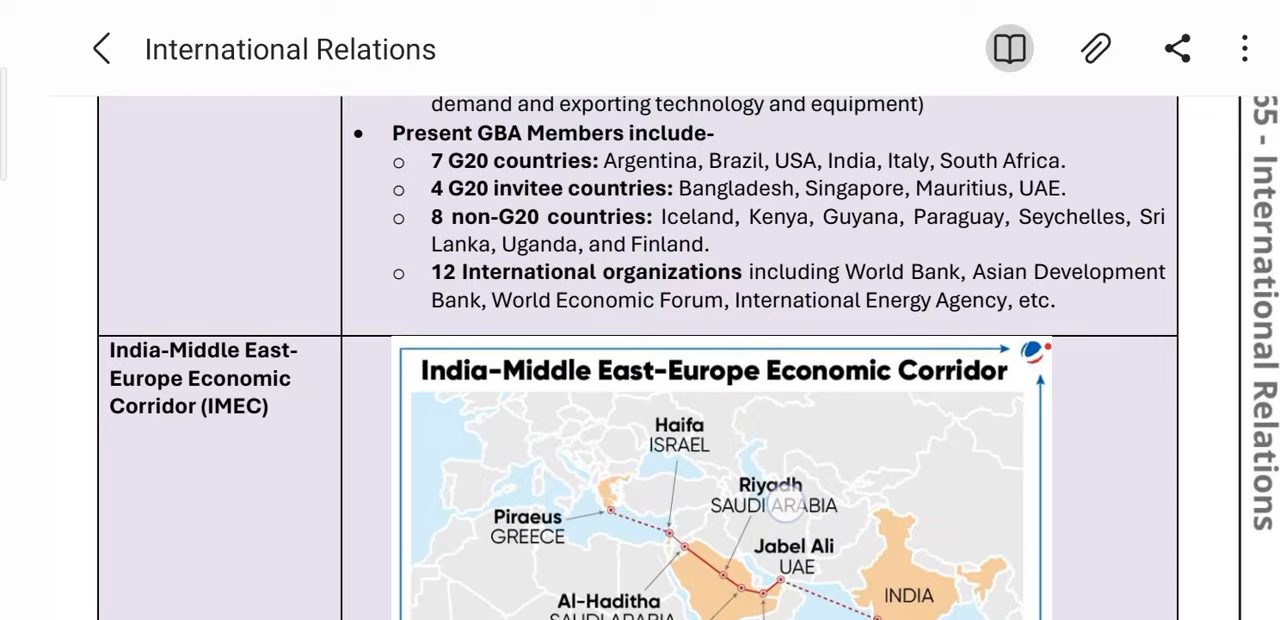 International Relations
demand and exporting technology and equipment)
• Present GBA Members include-
o 7 G20 countries: Argentina, Brazil, USA, India, Italy, South Africa.
o 4 G20 invitee countries: Bangladesh, Singapore, Mauritius, UAE.
o 8 non-G20 countries: Iceland, Kenya, Guyana, Paraguay, Seychelles, Sri
Lanka, Uganda, and Finland.
o 12 International organizations including World Bank, Asian Development
Bank, World Economic Forum, International Energy Agency, etc.
India-Middle East-
Europe Economic
Corridor (IMEC)
India-Middle East-Europe Economic Corridor
Haifa
ISRAEL
Riyadh
SAUDI ARABIA
Piraeus
GREECE
Jabel Ali
UAE
INDIA
Al-Haditha
SAUDI ARABIA
65 - International Relations